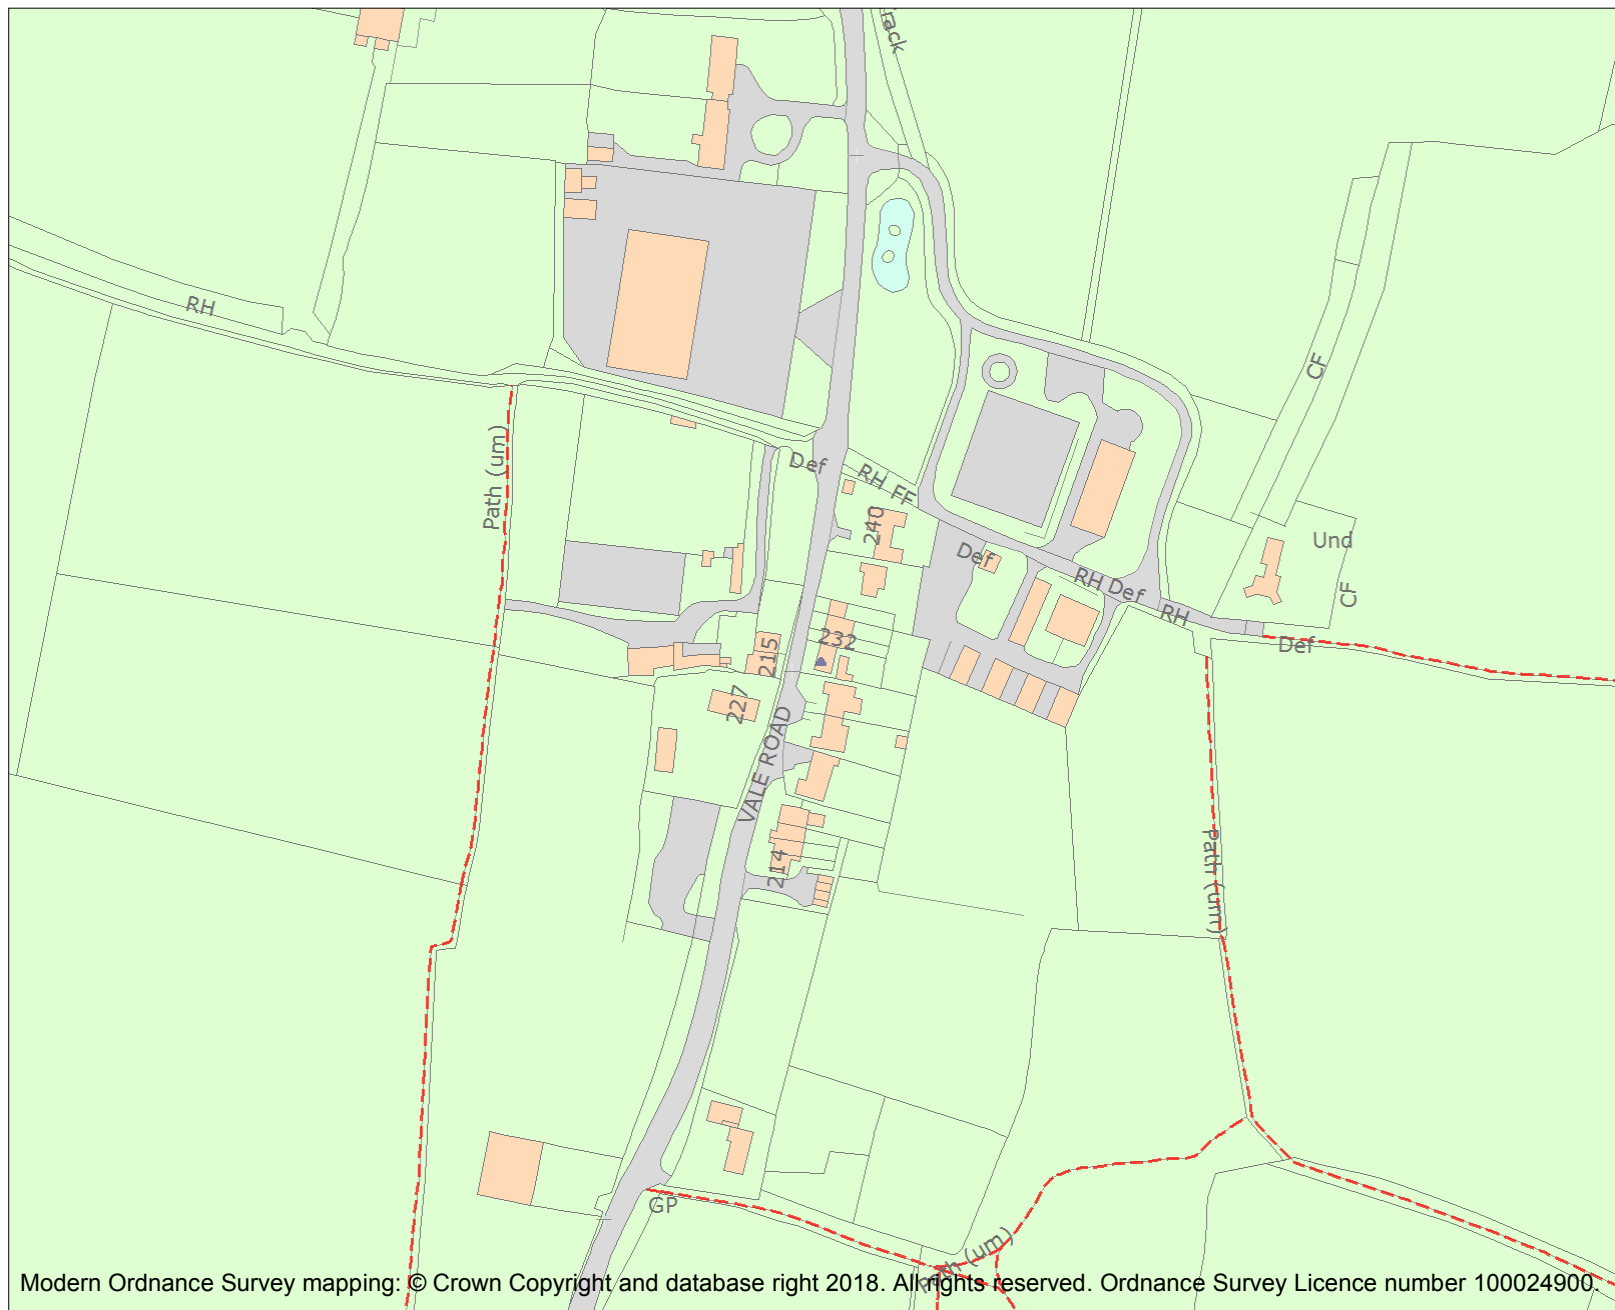 rack
RH
CF
Path (um)
Def
RH FF
240
Def
Und
RH Def
CF
RH
Def
232
215
227
VALE ROAD
214
Path (um)
GP
Path (um)
Modern Ordnance Survey mapping: © Crown Copyright and database right 2018. All rights reserved. Ordnance Survey Licence number 100024900.